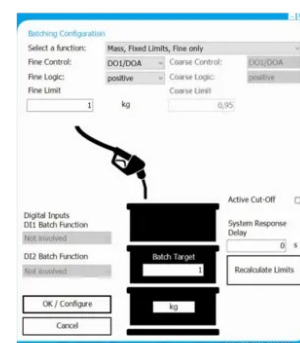 Batching Configuration
Select a function: Mass, Fixed Limits, Fine only
Fine Control: DO1/DOA Coarse Control: DO1/DOA
Fine Logic: positive Coarse Logic: positive
Fine Limit Coarse Limit
1 kg 0,95
Active Cut-Off
Digital Inputs
DI1 Batch Function
Not involved
System Response
Delay
0 s
DI2 Batch Function
Not involved
Batch Target
1
Recalculate Limits
OK / Configure
kg
Cancel